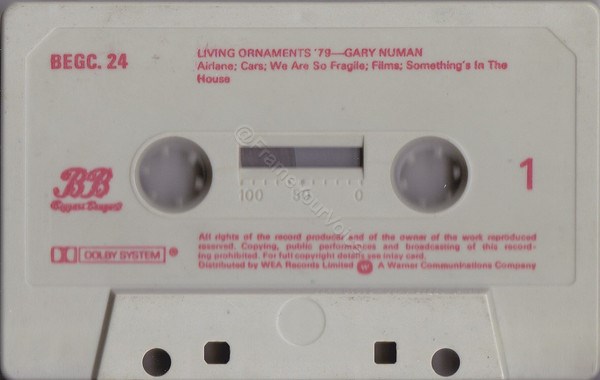 BEGC. 24
LIVING ORNAMENTS '79—GARY NUMAN
Airlane; Cars; We Are So Fragile; Films; Something's In The
House
BB
(Beggars Banquet)
100 50 0
1
DOLBY SYSTEM ®
All rights of the record producer and of the owner of the work reproduced
reserved. Copying, public performances and broadcasting of this record-
ing prohibited. For full copyright details see inlay card.
Distributed by WEA Records Limited A Warner Communications Company